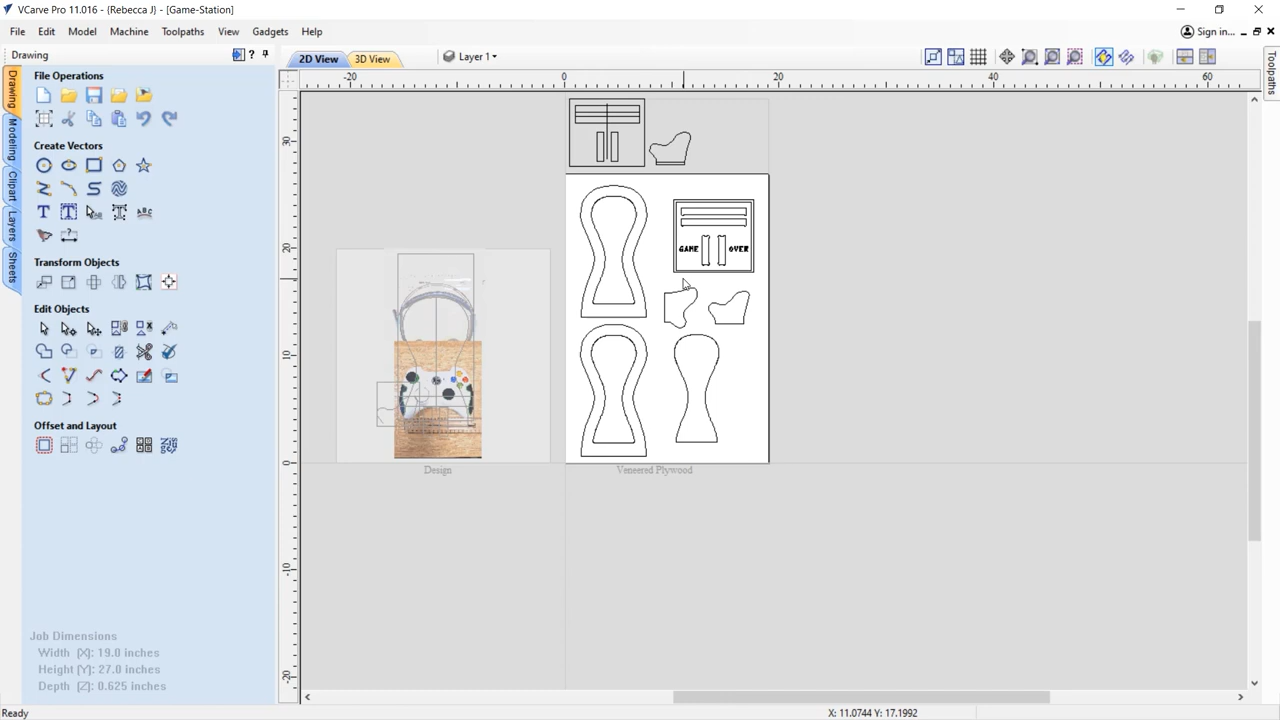 VCarve Pro 11.016 - {Rebecca J} - [Game-Station]
File Edit Model Machine Toolpaths View Gadgets Help
Sign in...
Drawing
2D View 3D View Layer 1
Drawing
Modeling
Clipart
Layers
Sheets
Toolpaths
File Operations
Create Vectors
Transform Objects
Edit Objects
Offset and Layout
Job Dimensions
Width (X): 19.0 inches
Height (Y): 27.0 inches
Depth (Z): 0.625 inches
-20 0 20 40 60
30
20
10
0
-10
-20
GAME OVER
Design
Veneered Plywood
Ready
X: 11.0744 Y: 17.1992